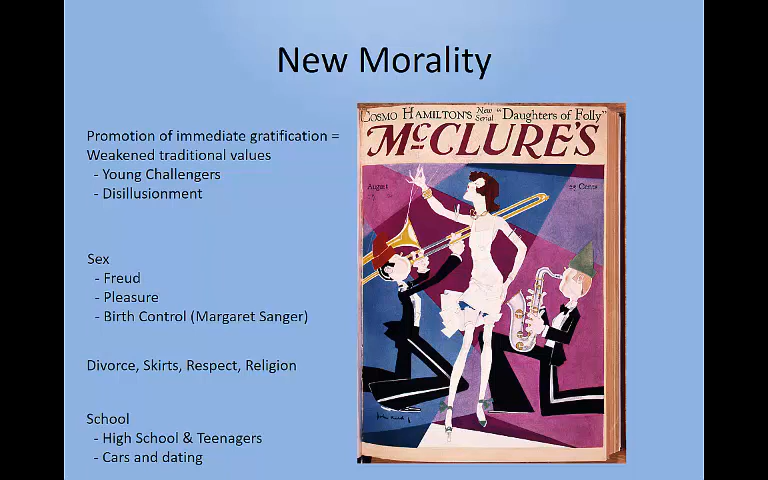 New Morality
Promotion of immediate gratification =
Weakened traditional values
- Young Challengers
- Disillusionment
Sex
- Freud
- Pleasure
- Birth Control (Margaret Sanger)
Divorce, Skirts, Respect, Religion
School
- High School & Teenagers
- Cars and dating
COSMO HAMILTON'S New Serial "Daughters of Folly"
McCLURE'S
August
25 Cents